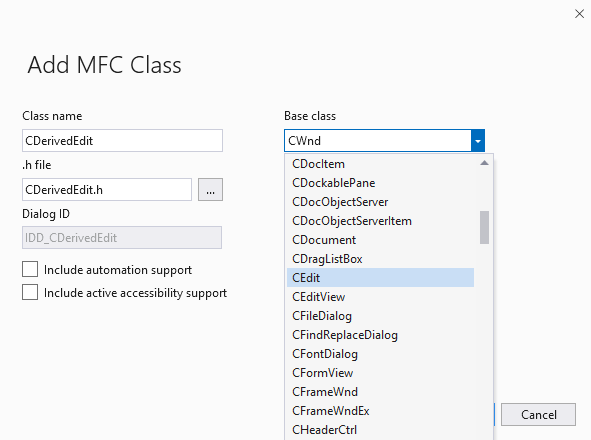 Add MFC Class
Class name
CDerivedEdit
.h file
CDerivedEdit.h
...
Dialog ID
IDD_CDerivedEdit
Include automation support
Include active accessibility support
Base class
CWnd
CDocItem
CDockablePane
CDocObjectServer
CDocObjectServerItem
CDocument
CDragListBox
CEdit
CEditView
CFileDialog
CFindReplaceDialog
CFontDialog
CFormView
CFrameWnd
CFrameWndEx
CHeaderCtrl
Cancel